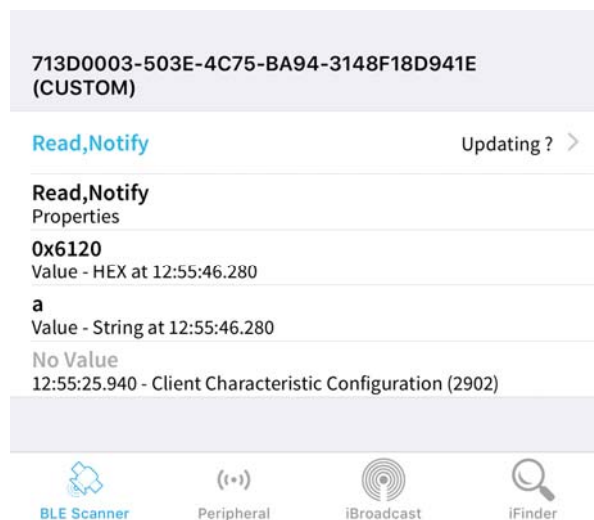 713D0003-503E-4C75-BA94-3148F18D941E
(CUSTOM)
Read,Notify Updating ?
Read,Notify
Properties
0x6120
Value - HEX at 12:55:46.280
a
Value - String at 12:55:46.280
No Value
12:55:25.940 - Client Characteristic Configuration (2902)
BLE Scanner Peripheral iBroadcast iFinder